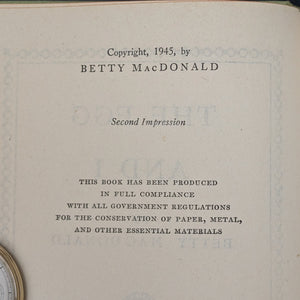 Copyright, 1945, by
BETTY MACDONALD
Second Impression
THIS BOOK HAS BEEN PRODUCED
IN FULL COMPLIANCE
WITH ALL GOVERNMENT REGULATIONS
FOR THE CONSERVATION OF PAPER, METAL,
AND OTHER ESSENTIAL MATERIALS